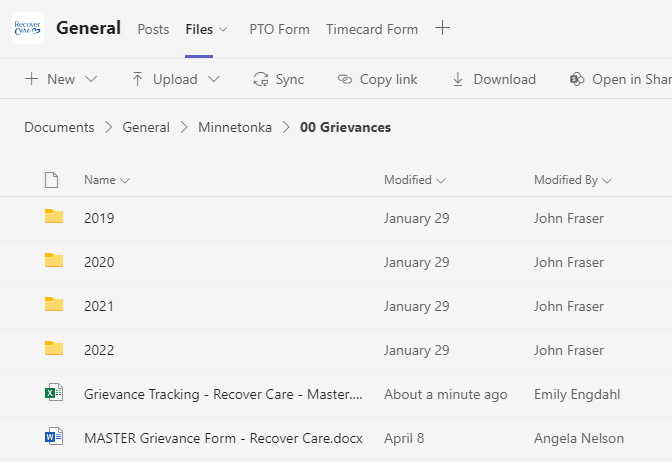 Recover
Care
General Posts Files PTO Form Timecard Form
New Upload Sync Copy link Download Open in Shar
Documents General Minnetonka 00 Grievances
Name Modified Modified By
2019 January 29 John Fraser
2020 January 29 John Fraser
2021 January 29 John Fraser
2022 January 29 John Fraser
Grievance Tracking - Recover Care - Master.... About a minute ago Emily Engdahl
MASTER Grievance Form - Recover Care.docx April 8 Angela Nelson